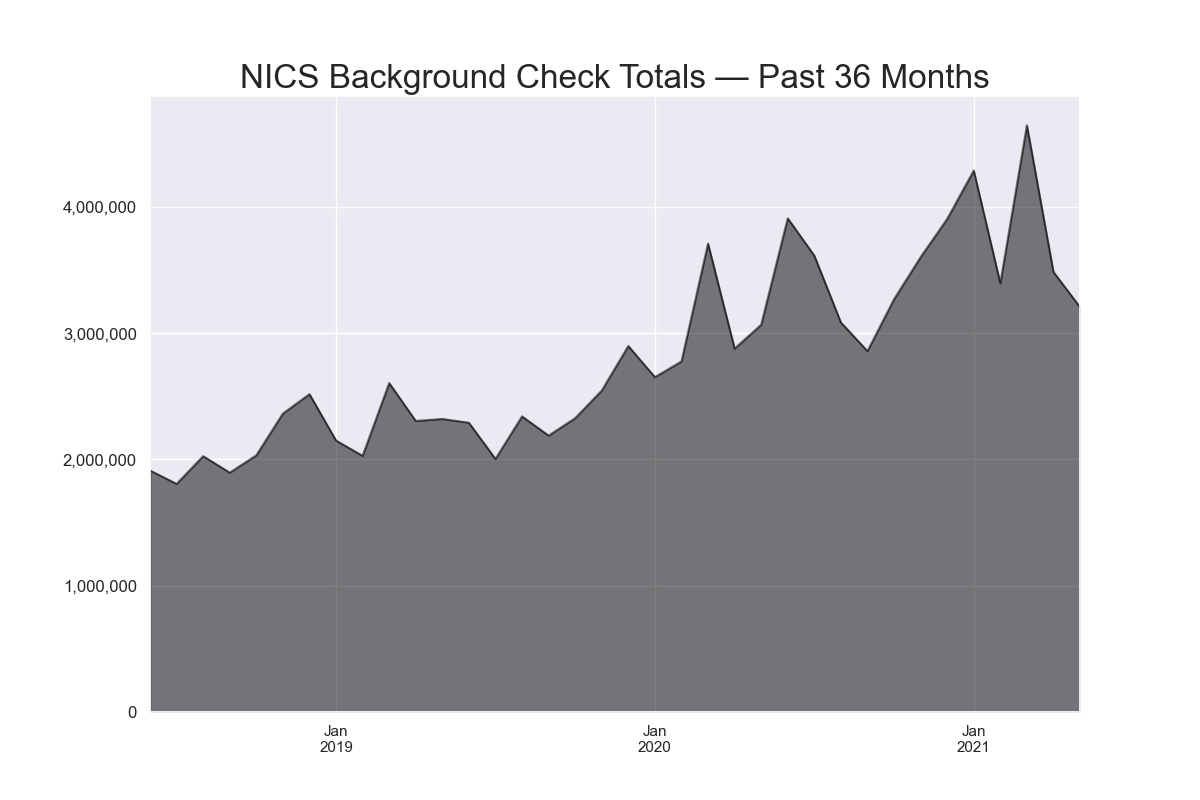 NICS Background Check Totals — Past 36 Months
4,000,000
3,000,000
2,000,000
1,000,000
0
Jan
2019
Jan
2020
Jan
2021